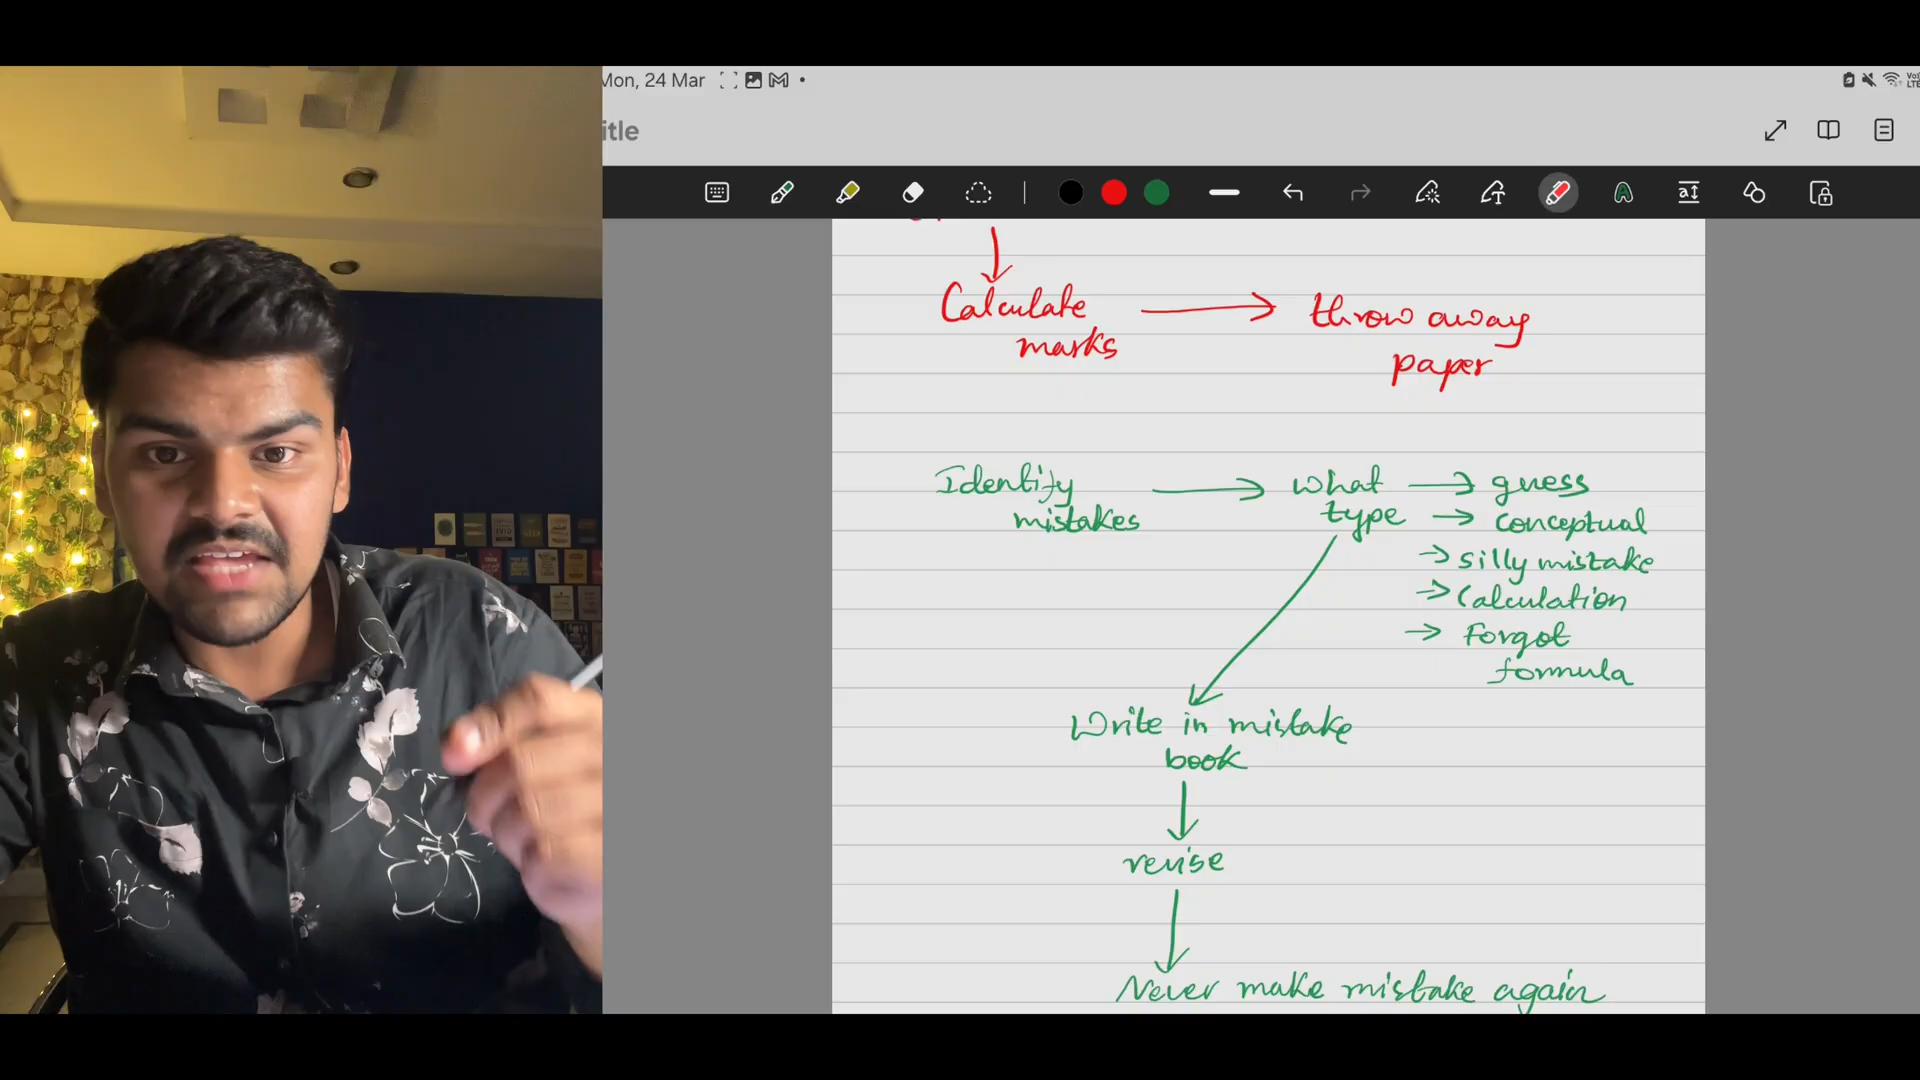 Mon, 24 Mar
itle
Calculate
marks
throw away
paper
Identify
mistakes
what
type
guess
conceptual
silly mistake
Calculation
Forgot
formula
Write in mistake
book
revise
Never make mistake again